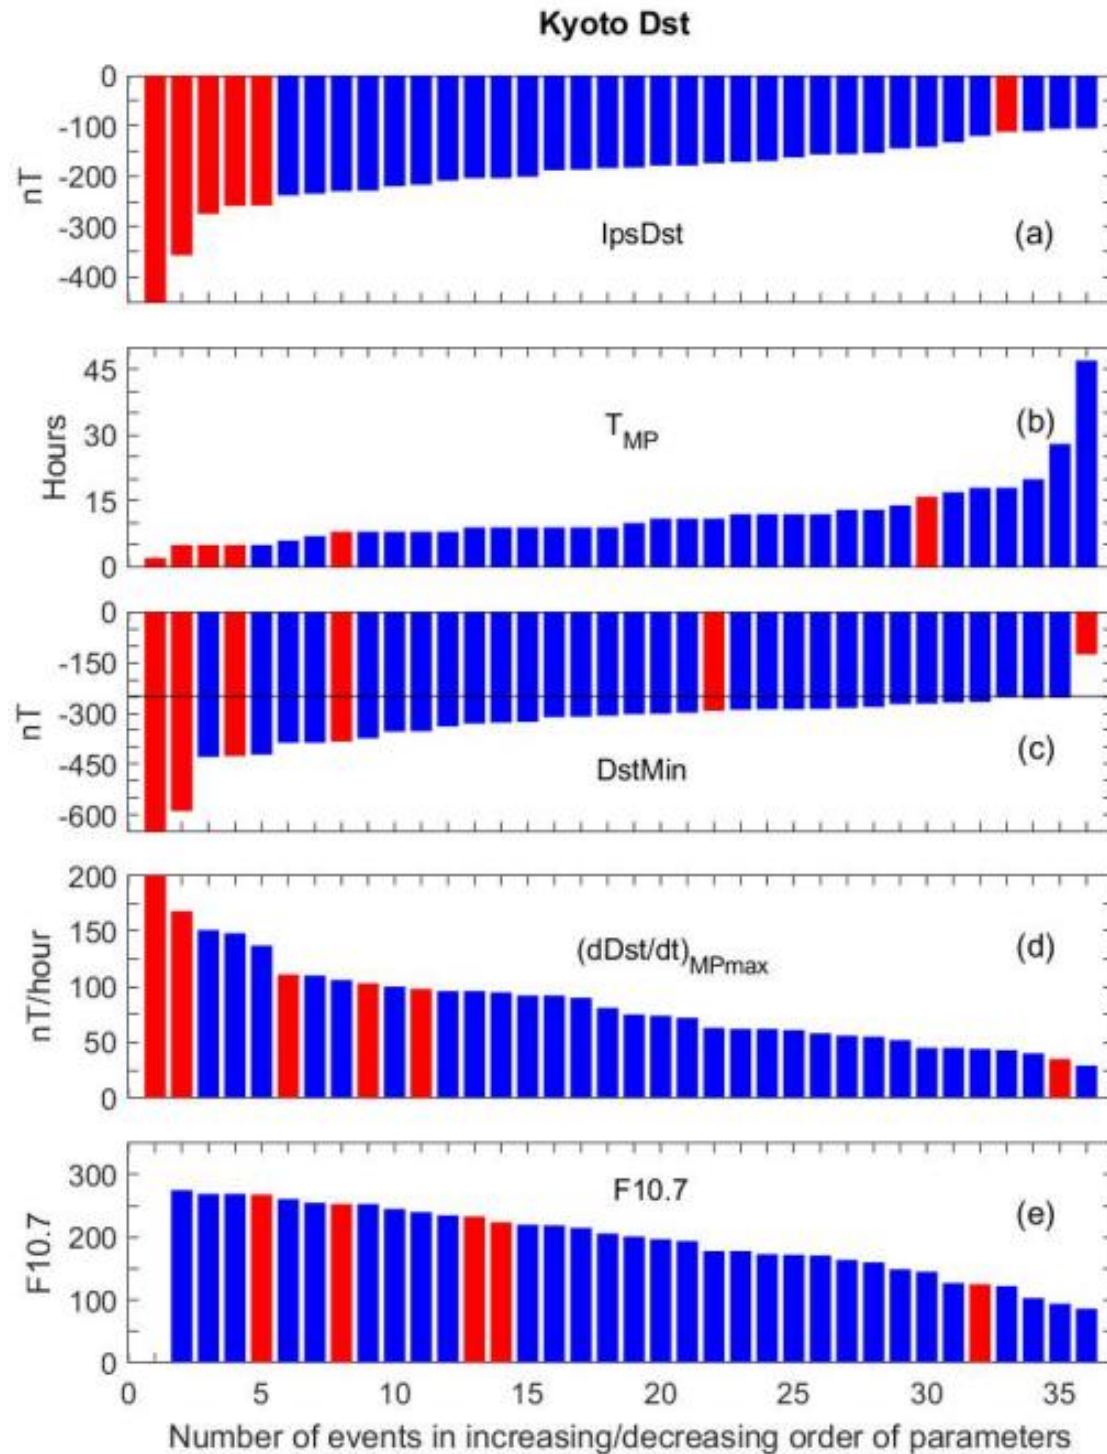 Kyoto Dst
0
-100
-200
-300
-400
nT
IpsDst
(a)
45
30
15
0
Hours
T_MP
(b)
0
-150
-300
-450
-600
nT
DstMin
(c)
200
150
100
50
0
nT/hour
(dDst/dt)_MPmax
(d)
300
200
100
0
F10.7
F10.7
(e)
0 5 10 15 20 25 30 35
Number of events in increasing/decreasing order of parameters